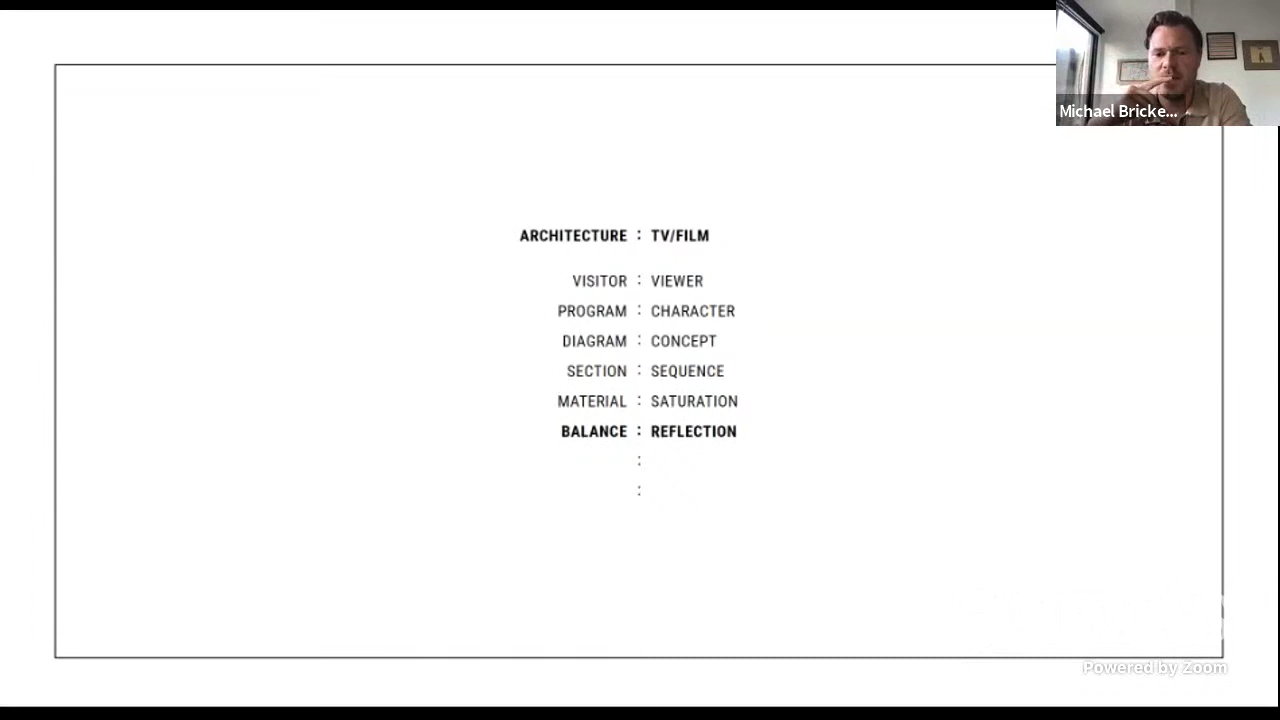 Michael Bricke...
ARCHITECTURE : TV/FILM
VISITOR : VIEWER
PROGRAM : CHARACTER
DIAGRAM : CONCEPT
SECTION : SEQUENCE
MATERIAL : SATURATION
BALANCE : REFLECTION
:
:
Powered by Zoom